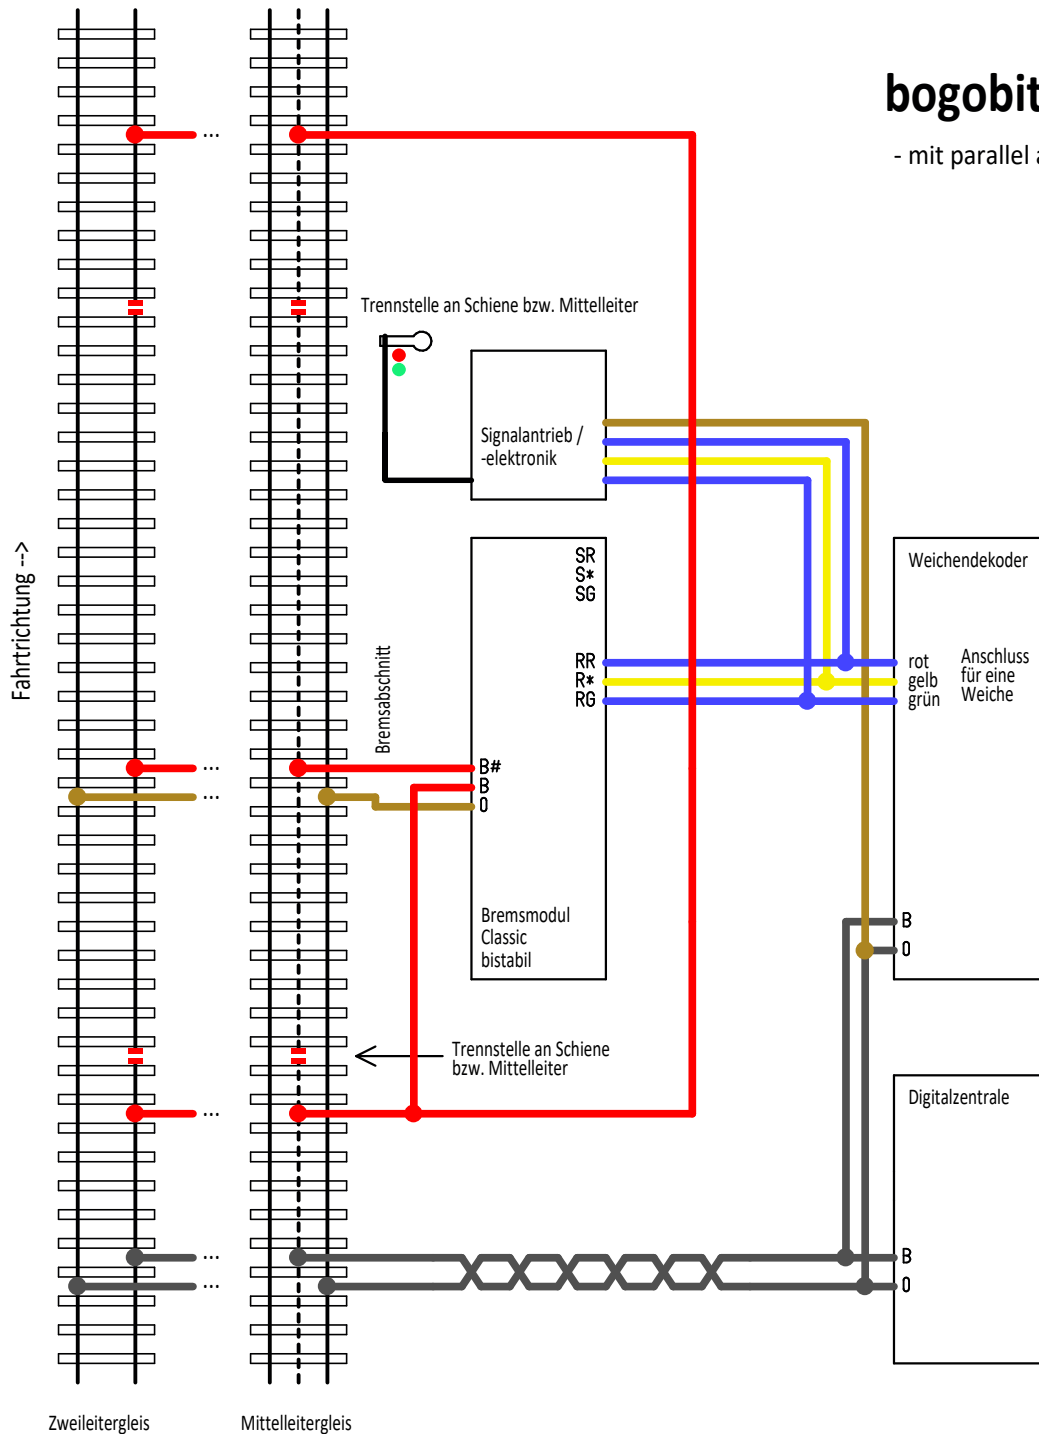 bogobit
- mit parallel a
...
...
Trennstelle an Schiene bzw. Mittelleiter
Signalantrieb /
-elektronik
Fahrtrichtung -->
SR
S*
SG
Weichendekoder
Bremsabschnitt
RR
R*
RG
rot
gelb
grün
Anschluss
für eine
Weiche
...
...
B#
B
0
Bremsmodul
Classic
bistabil
B
0
Trennstelle an Schiene
bzw. Mittelleiter
Digitalzentrale
...
...
...
B
0
Zweileitergleis
Mittelleitergleis